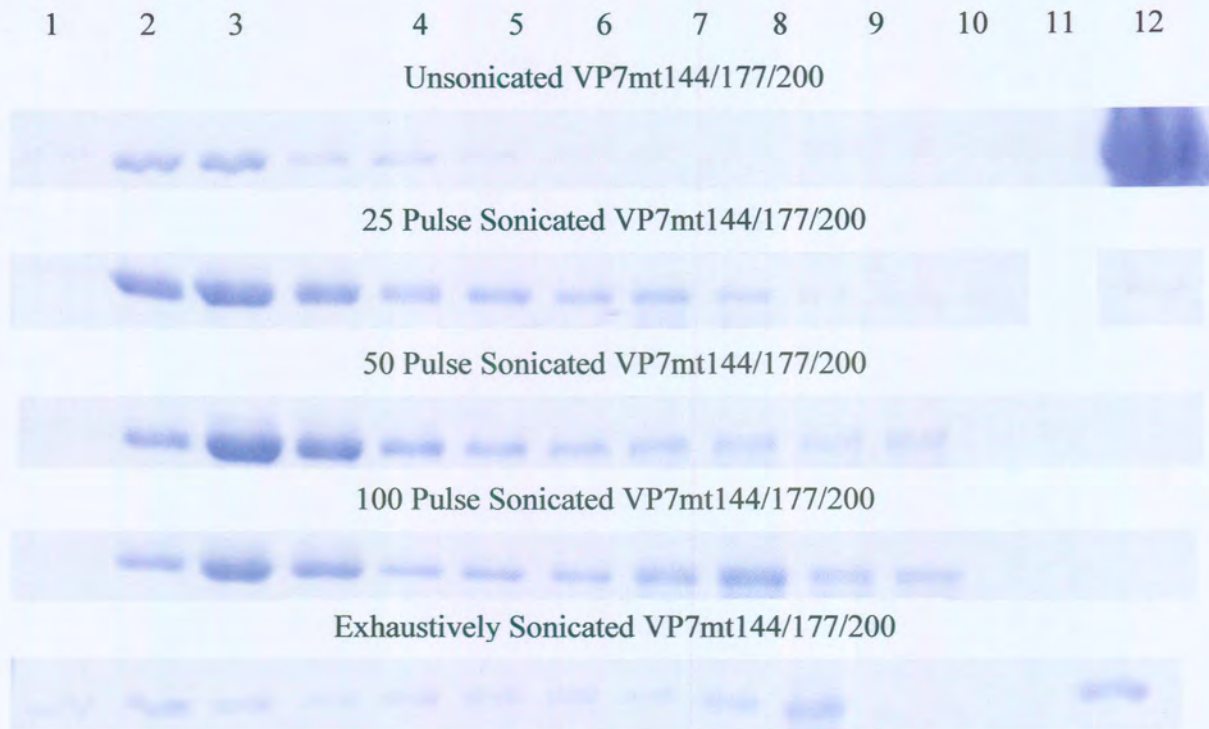 1 2 3 4 5 6 7 8 9 10 11 12
Unsonicated VP7mt144/177/200
25 Pulse Sonicated VP7mt144/177/200
50 Pulse Sonicated VP7mt144/177/200
100 Pulse Sonicated VP7mt144/177/200
Exhaustively Sonicated VP7mt144/177/200